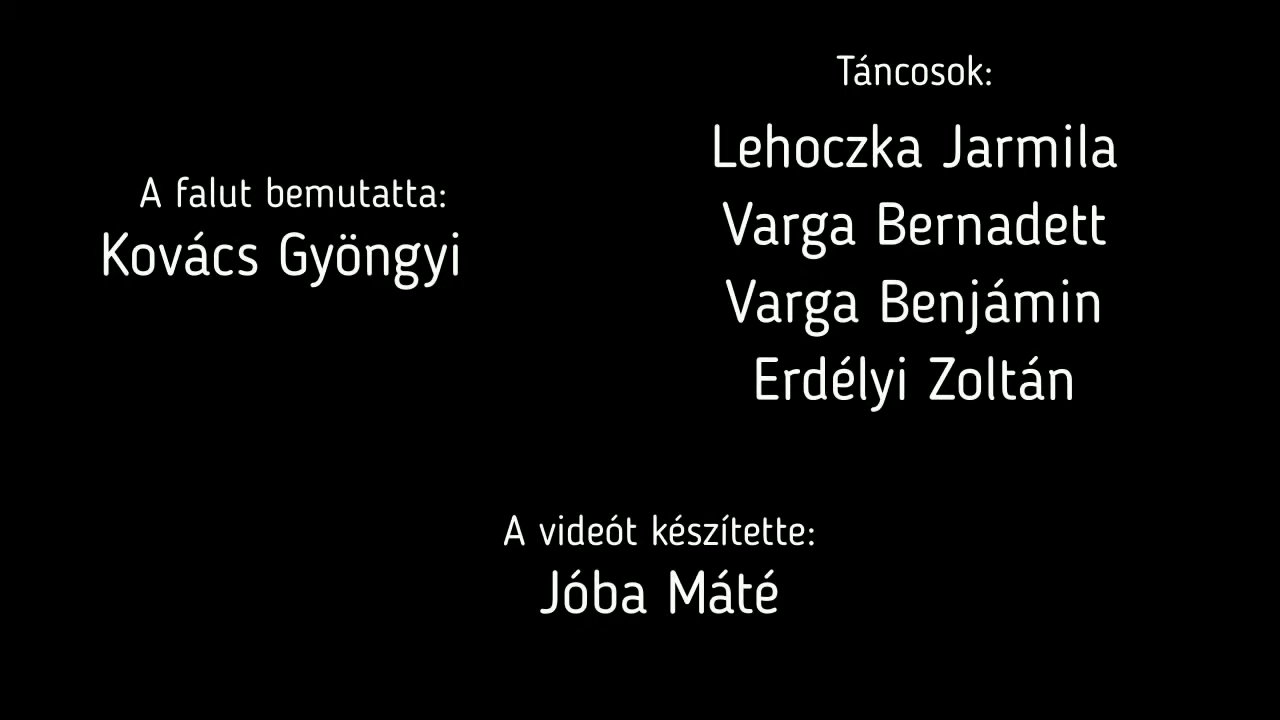 A falut bemutatta:
Kovács Gyöngyi
Táncosok:
Lehoczka Jarmila
Varga Bernadett
Varga Benjámin
Erdélyi Zoltán
A videót készítette:
Jóba Máté